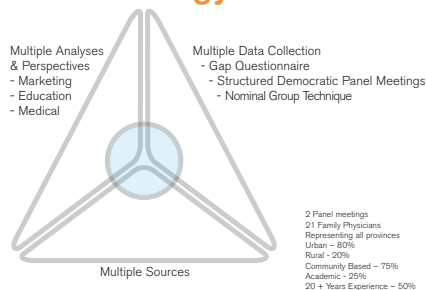 Multiple Analyses
& Perspectives
- Marketing
- Education
- Medical
Multiple Data Collection
- Gap Questionnaire
- Structured Democratic Panel Meetings
- Nominal Group Technique
Multiple Sources
2 Panel meetings
21 Family Physicians
Representing all provinces
Urban – 80%
Rural - 20%
Community Based – 75%
Academic - 25%
20 + Years Experience – 50%